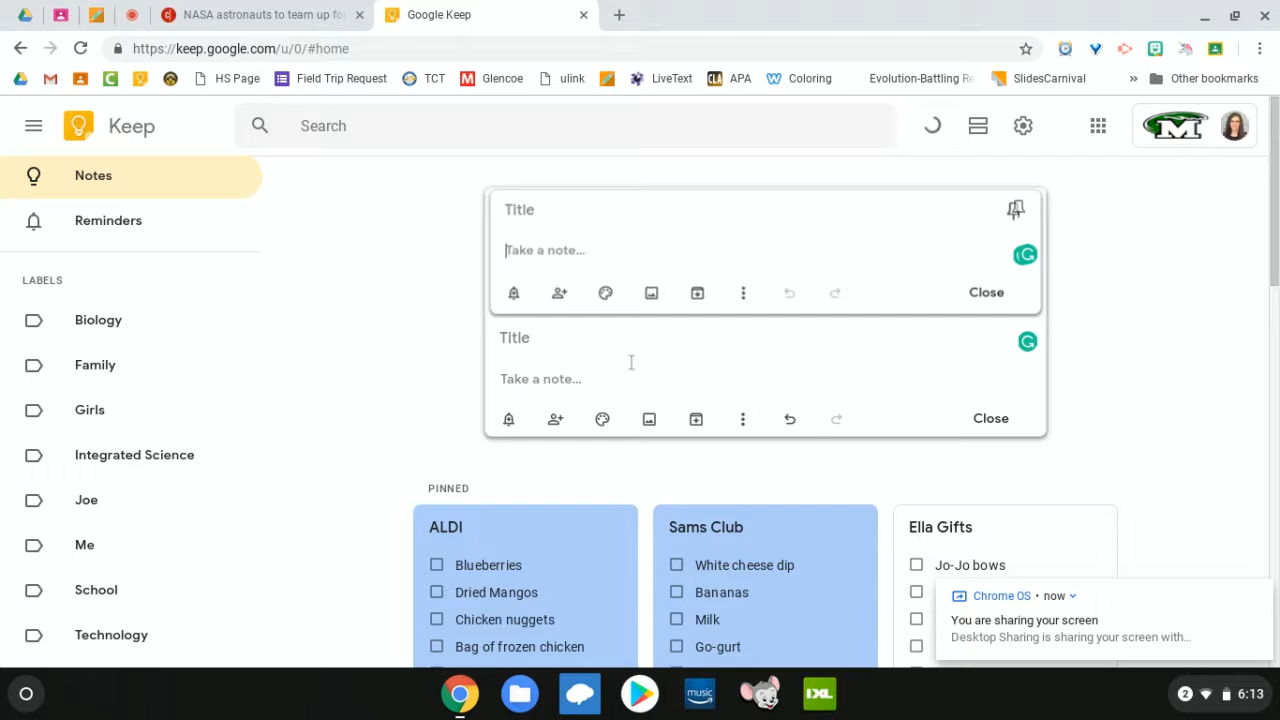 NASA astronauts to team up fo
Google Keep
https://keep.google.com/u/0/#home
HS Page
Field Trip Request
TCT
Glencoe
ulink
LiveText
CLA
APA
Coloring
Evolution-Battling Re
SlidesCarnival
»
Other bookmarks
Keep
Search
M
Notes
Reminders
LABELS
Biology
Family
Girls
Integrated Science
Joe
Me
School
Technology
Title
Take a note...
Close
Title
Take a note...
Close
PINNED
ALDI
Blueberries
Dried Mangos
Chicken nuggets
Bag of frozen chicken
Sams Club
White cheese dip
Bananas
Milk
Go-gurt
Ella Gifts
Jo-Jo bows
Chrome OS • now
You are sharing your screen
Desktop Sharing is sharing your screen with...
music
IXL
2
6:13